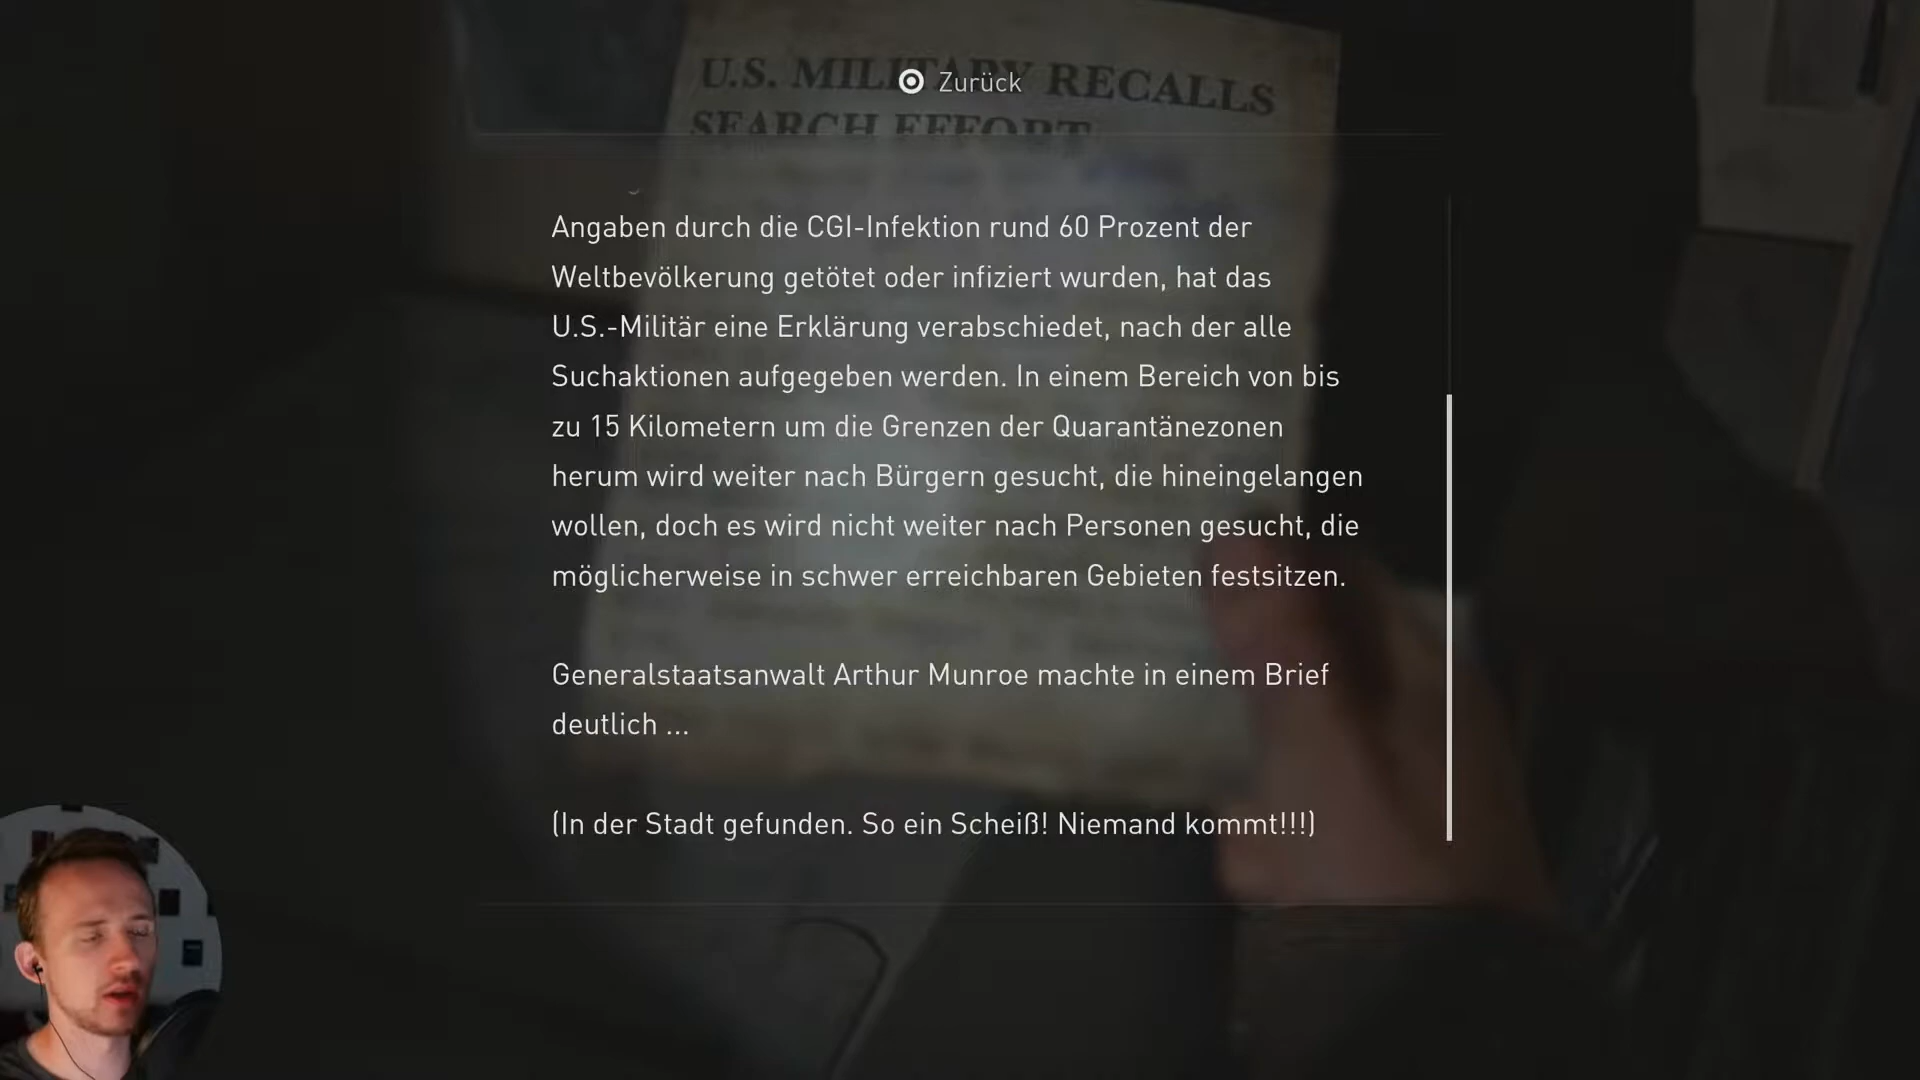 U.S. MILITARY RECALLS
Zurück
SEARCH EFFORT
Angaben durch die CGI-Infektion rund 60 Prozent der
Weltbevölkerung getötet oder infiziert wurden, hat das
U.S.-Militär eine Erklärung verabschiedet, nach der alle
Suchaktionen aufgegeben werden. In einem Bereich von bis
zu 15 Kilometern um die Grenzen der Quarantänezonen
herum wird weiter nach Bürgern gesucht, die hineingelangen
wollen, doch es wird nicht weiter nach Personen gesucht, die
möglicherweise in schwer erreichbaren Gebieten festsitzen.
Generalstaatsanwalt Arthur Munroe machte in einem Brief
deutlich ...
(In der Stadt gefunden. So ein Scheiß! Niemand kommt!!!)